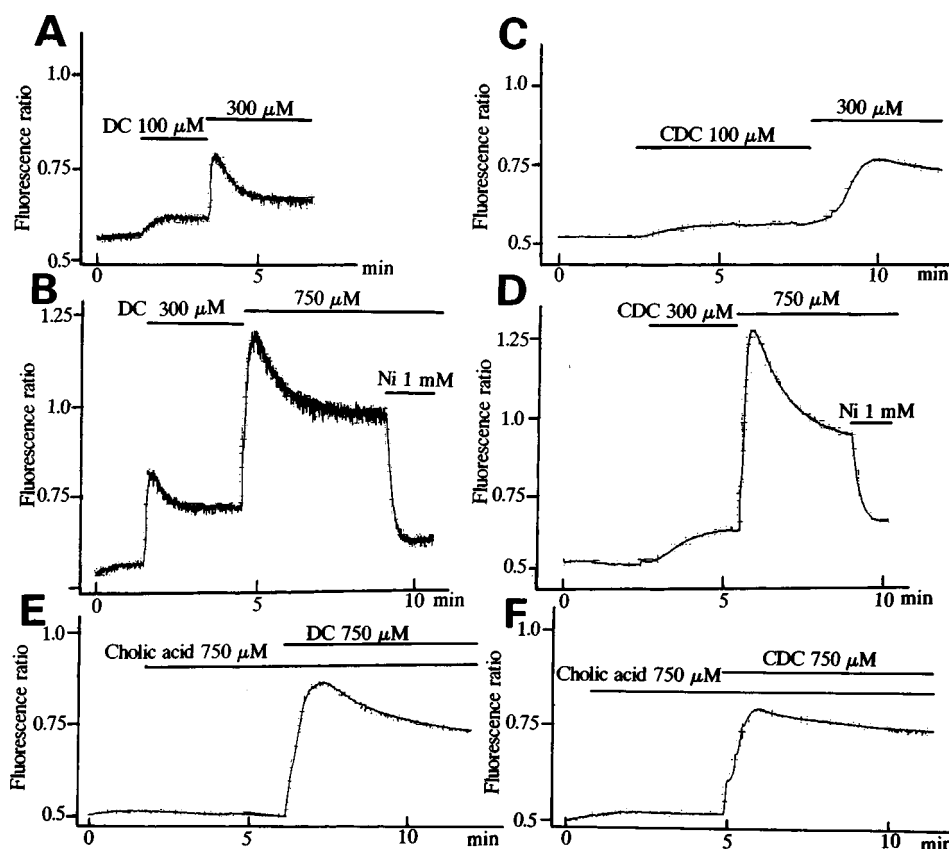 A
Fluorescence ratio
1.0
0.75
0.5
DC 100 μM
300 μM
0
5
min
B
Fluorescence ratio
1.25
1.0
0.75
DC 300 μM
750 μM
Ni 1 mM
0
5
10
min
C
Fluorescence ratio
1.0
0.75
0.5
CDC 100 μM
300 μM
0
5
10
min
D
Fluorescence ratio
1.25
1.0
0.75
0.5
CDC 300 μM
750 μM
Ni 1 mM
0
5
10
min
E
Fluorescence ratio
1.0
0.75
0.5
DC 750 μM
Cholic acid 750 μM
0
5
10
min
F
Fluorescence ratio
1.0
0.75
0.5
CDC 750 μM
Cholic acid 750 μM
0
5
10
min